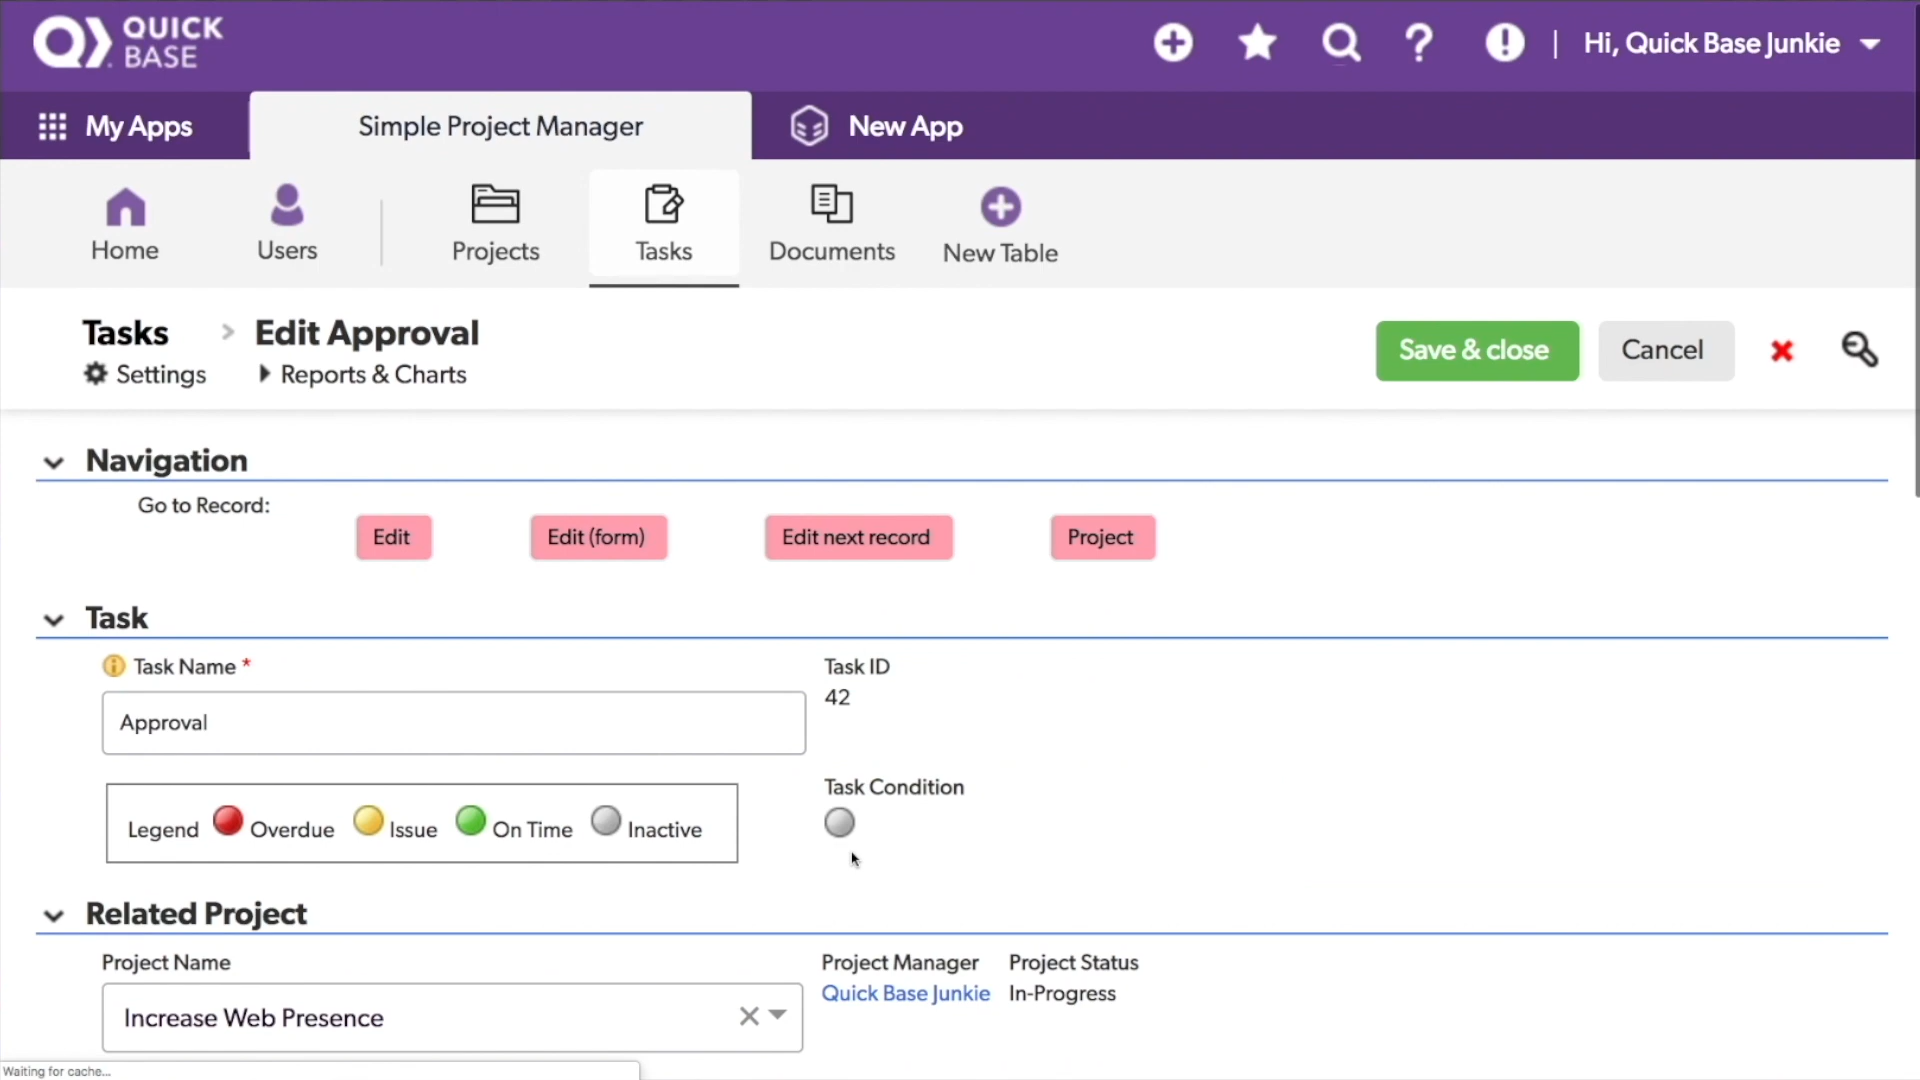 QUICK
BASE
Hi, Quick Base Junkie
My Apps
Simple Project Manager
New App
Home
Users
Projects
Tasks
Documents
New Table
Tasks > Edit Approval
Settings
Reports & Charts
Save & close
Cancel
Navigation
Go to Record:
Edit
Edit (form)
Edit next record
Project
Task
Task Name *
Task ID
42
Approval
Task Condition
Legend Overdue Issue On Time Inactive
Related Project
Project Name
Project Manager
Project Status
Quick Base Junkie
In-Progress
Increase Web Presence
Waiting for cache...